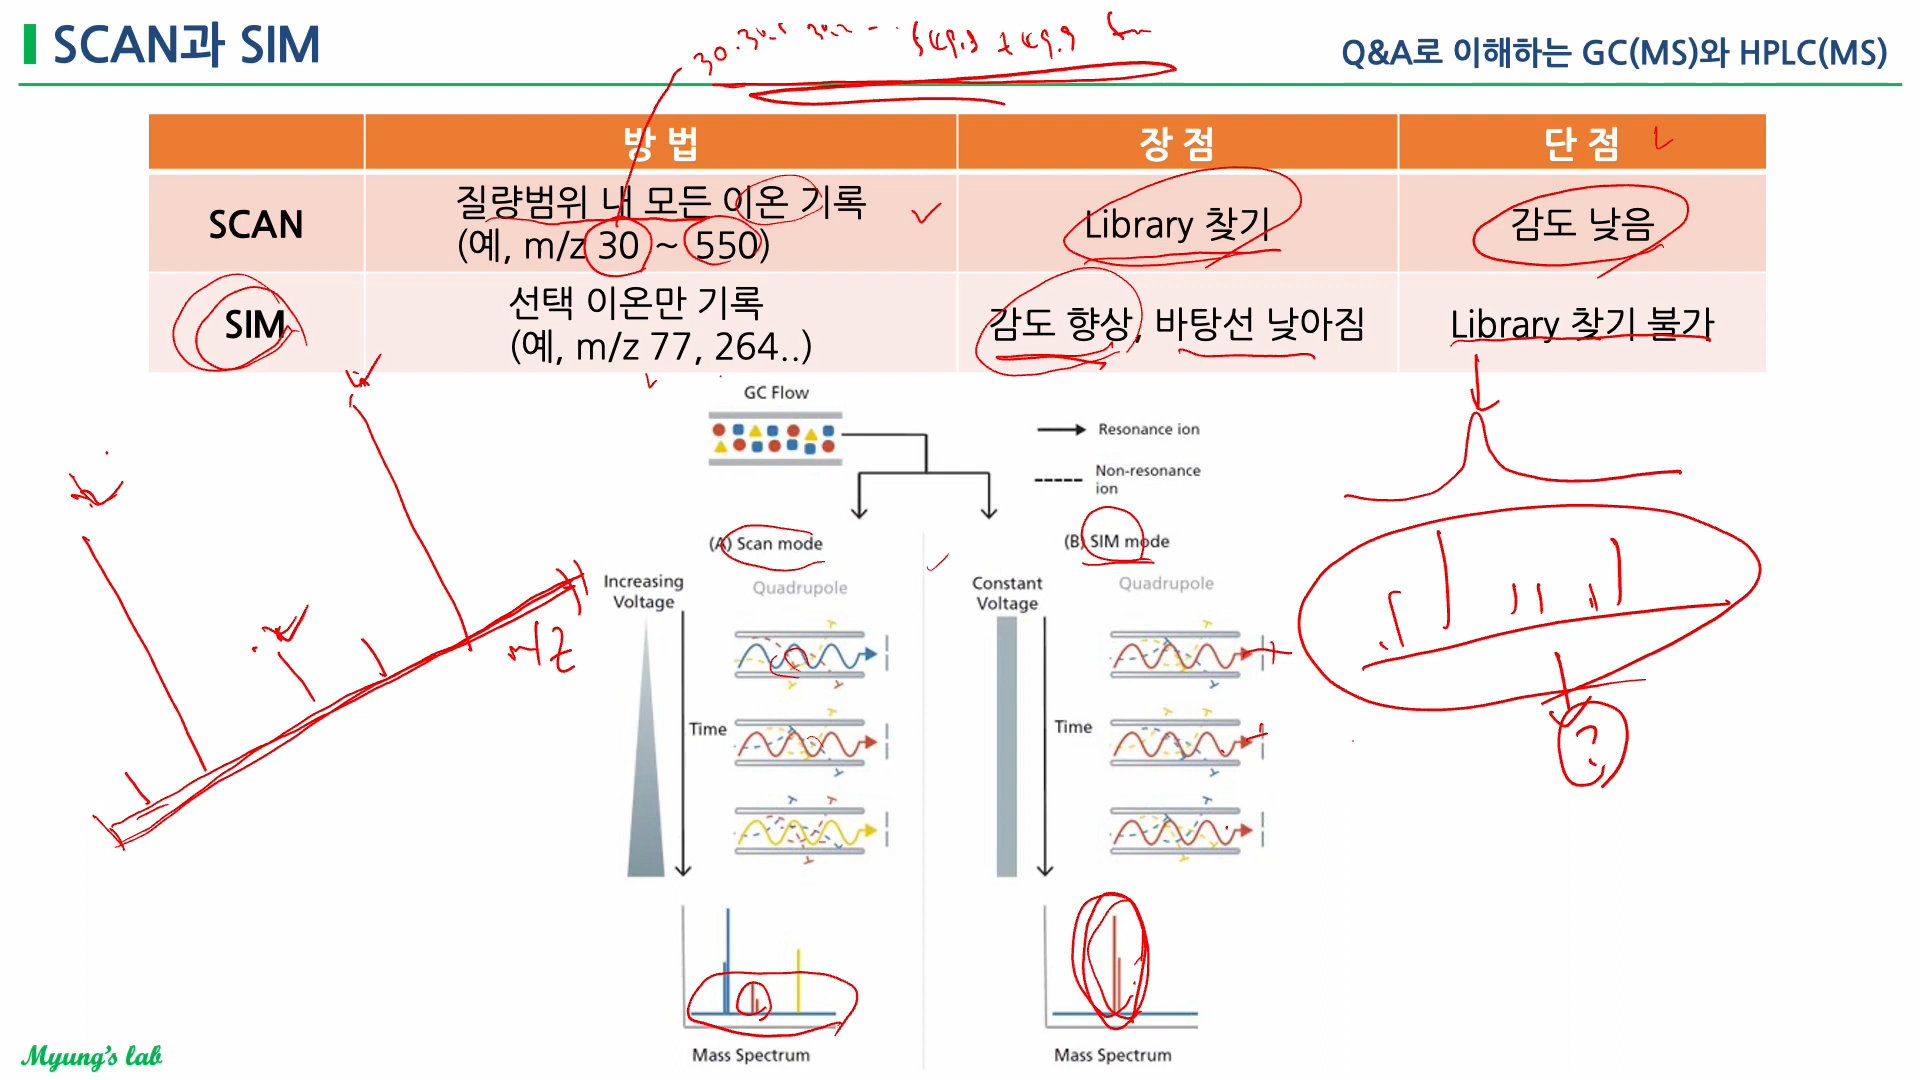 SCAN과 SIM
Q&A로 이해하는 GC(MS)와 HPLC(MS)
방 법
장 점
단 점
SCAN
질량범위 내 모든 이온 기록
(예, m/z 30 ~ 550)
Library 찾기
감도 낮음
SIM
선택 이온만 기록
(예, m/z 77, 264..)
감도 향상, 바탕선 낮아짐
Library 찾기 불가
GC Flow
Resonance ion
Non-resonance
ion
(A) Scan mode
(B) SIM mode
Increasing
Voltage
Quadrupole
Constant
Voltage
Quadrupole
m/z
Time
Time
?
Mass Spectrum
Mass Spectrum
Myung's lab